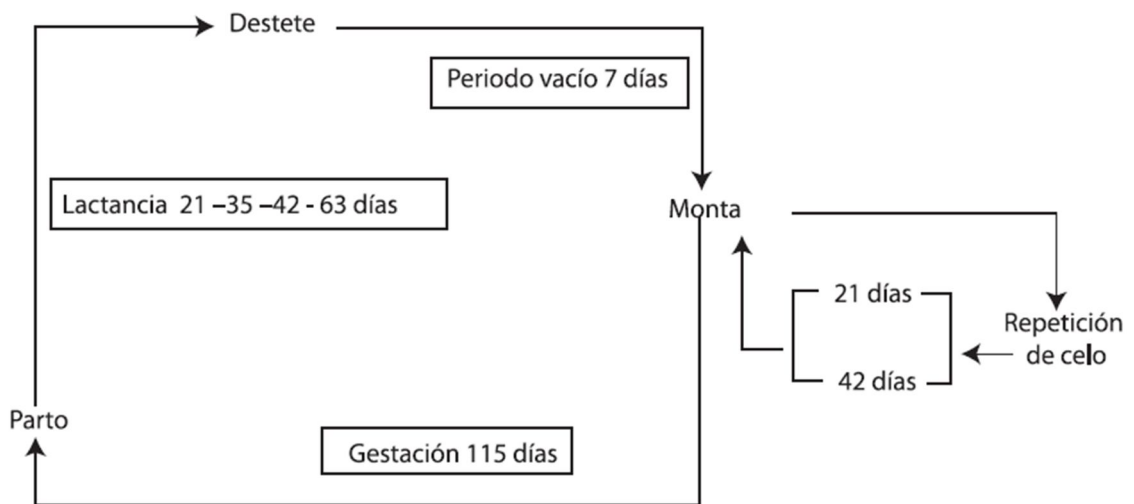 Destete
Periodo vacío 7 días
Lactancia 21 –35 –42 - 63 días
Monta
21 días
Repetición
de celo
42 días
Parto
Gestación 115 días